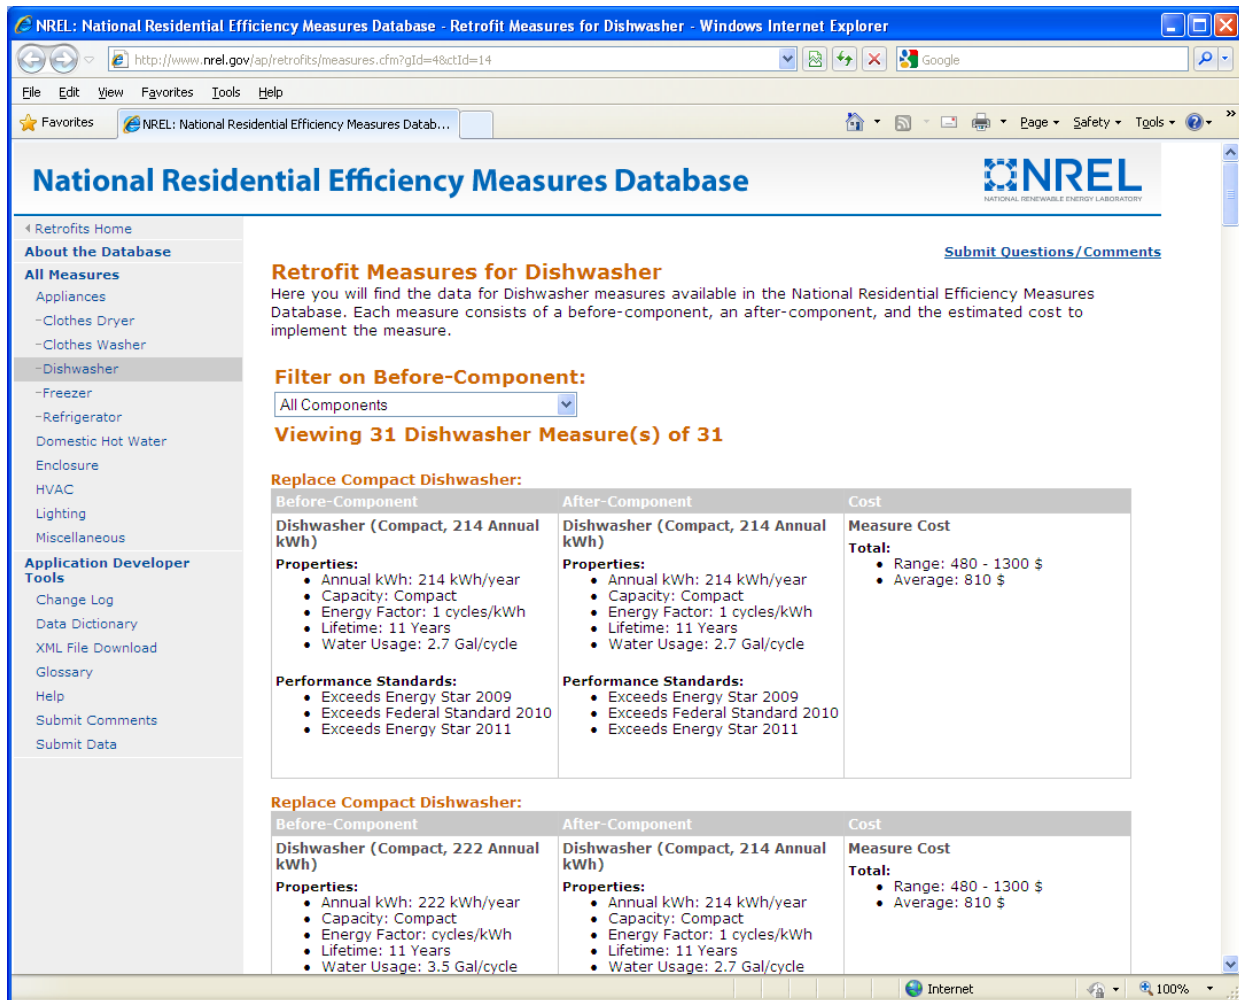 NREL: National Residential Efficiency Measures Database - Retrofit Measures for Dishwasher - Windows Internet Explorer
http://www.nrel.gov/ap/retrofits/measures.cfm?gId=4&ctId=14
Google
File Edit View Favorites Tools Help
Favorites
NREL: National Residential Efficiency Measures Datab...
Page Safety Tools
National Residential Efficiency Measures Database
NREL
NATIONAL RENEWABLE ENERGY LABORATORY
Retrofits Home
About the Database
All Measures
Appliances
-Clothes Dryer
-Clothes Washer
-Dishwasher
-Freezer
-Refrigerator
Domestic Hot Water
Enclosure
HVAC
Lighting
Miscellaneous
Application Developer
Tools
Change Log
Data Dictionary
XML File Download
Glossary
Help
Submit Comments
Submit Data
Submit Questions/Comments
Retrofit Measures for Dishwasher
Here you will find the data for Dishwasher measures available in the National Residential Efficiency Measures
Database. Each measure consists of a before-component, an after-component, and the estimated cost to
implement the measure.
Filter on Before-Component:
All Components
Viewing 31 Dishwasher Measure(s) of 31
Replace Compact Dishwasher:
Before-Component After-Component Cost
Dishwasher (Compact, 214 Annual
kWh)
Properties:
• Annual kWh: 214 kWh/year
• Capacity: Compact
• Energy Factor: 1 cycles/kWh
• Lifetime: 11 Years
• Water Usage: 2.7 Gal/cycle
Performance Standards:
• Exceeds Energy Star 2009
• Exceeds Federal Standard 2010
• Exceeds Energy Star 2011
Dishwasher (Compact, 214 Annual
kWh)
Properties:
• Annual kWh: 214 kWh/year
• Capacity: Compact
• Energy Factor: 1 cycles/kWh
• Lifetime: 11 Years
• Water Usage: 2.7 Gal/cycle
Performance Standards:
• Exceeds Energy Star 2009
• Exceeds Federal Standard 2010
• Exceeds Energy Star 2011
Measure Cost
Total:
• Range: 480 - 1300 $
• Average: 810 $
Replace Compact Dishwasher:
Before-Component After-Component Cost
Dishwasher (Compact, 222 Annual
kWh)
Properties:
• Annual kWh: 222 kWh/year
• Capacity: Compact
• Energy Factor: cycles/kWh
• Lifetime: 11 Years
• Water Usage: 3.5 Gal/cycle
Dishwasher (Compact, 214 Annual
kWh)
Properties:
• Annual kWh: 214 kWh/year
• Capacity: Compact
• Energy Factor: 1 cycles/kWh
• Lifetime: 11 Years
• Water Usage: 2.7 Gal/cycle
Measure Cost
Total:
• Range: 480 - 1300 $
• Average: 810 $
Internet
100%